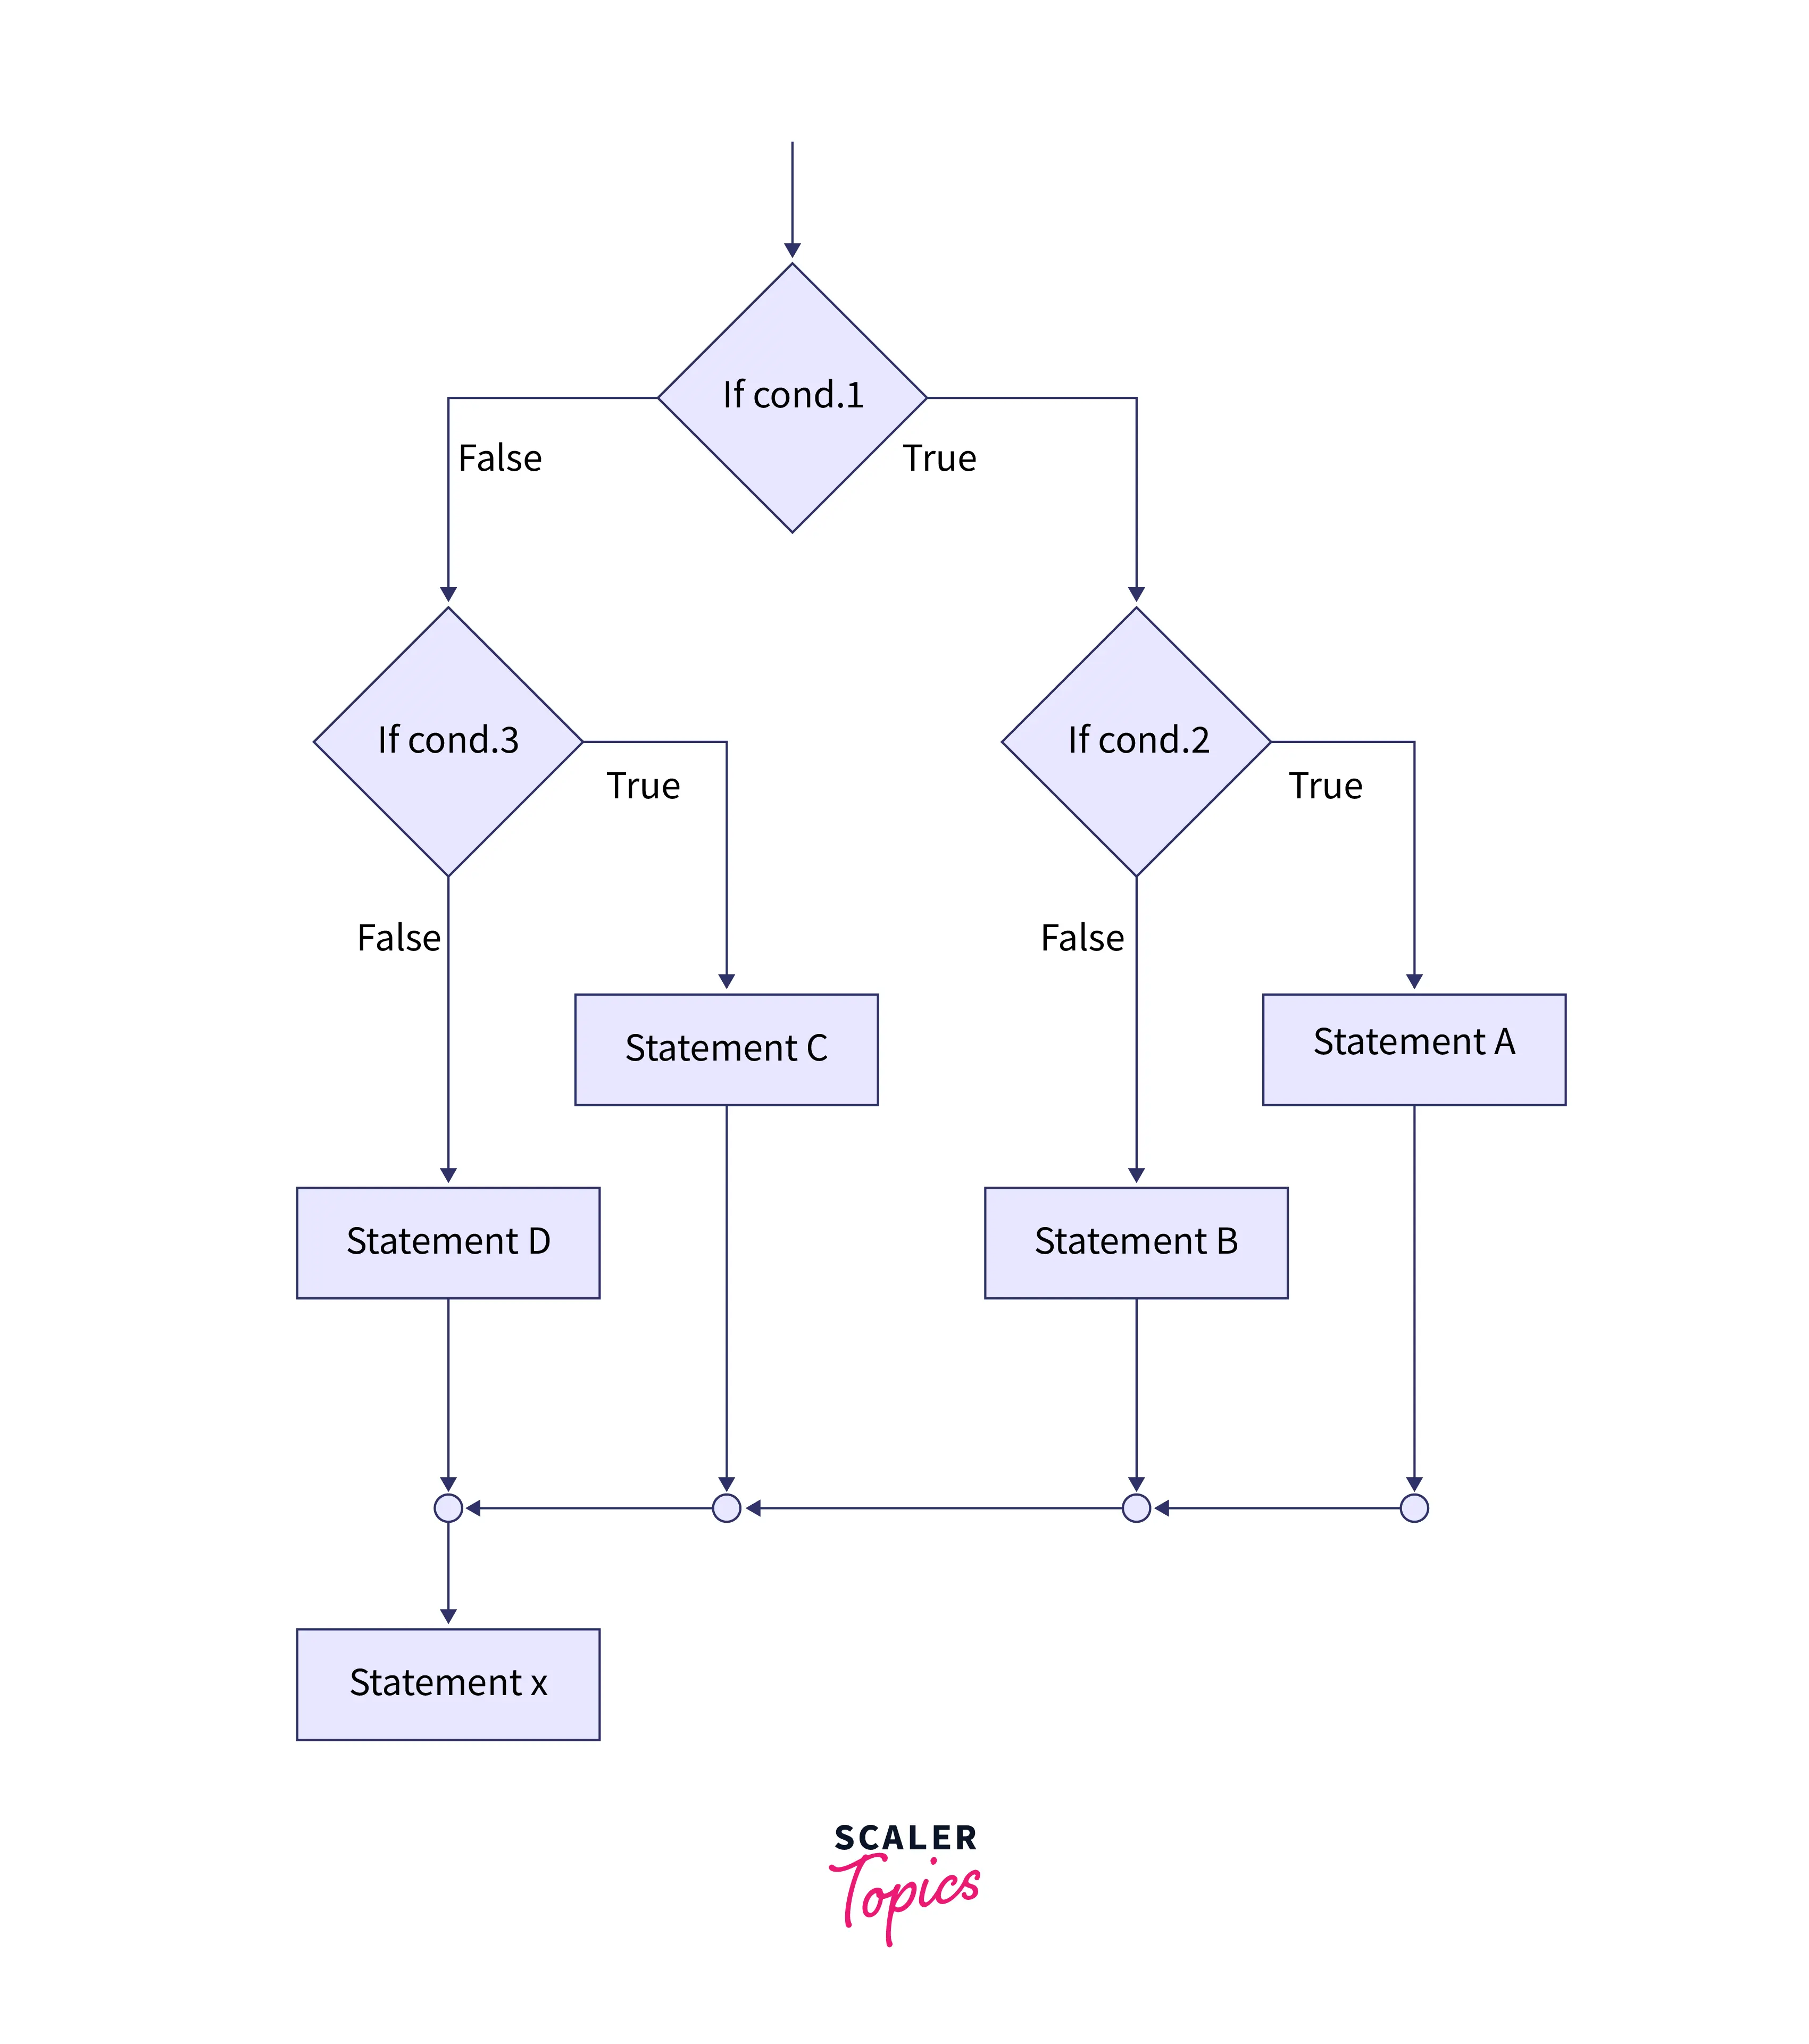 If cond.1
False
True
If cond.3
If cond.2
True
True
False
False
Statement C
Statement A
Statement D
Statement B
Statement x
SCALER
Topics